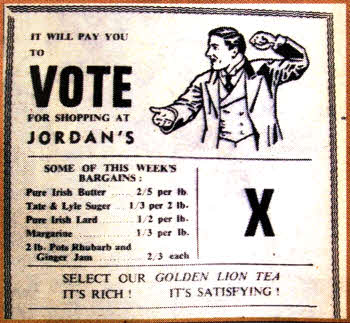 IT WILL PAY YOU
TO
VOTE
FOR SHOPPING AT
JORDAN'S
SOME OF THIS WEEK'S
BARGAINS :
Pure Irish Butter ..... 2/5 per lb.
Tate & Lyle Suger ... 1/3 per 2 lb.
Pure Irish Lard ...... 1/2 per lb.
Margarine ...... 1/3 per lb.
2 lb. Pots Rhubarb and
Ginger Jam ...... 2/3 each
X
SELECT OUR GOLDEN LION TEA
IT'S RICH ! IT'S SATISFYING !